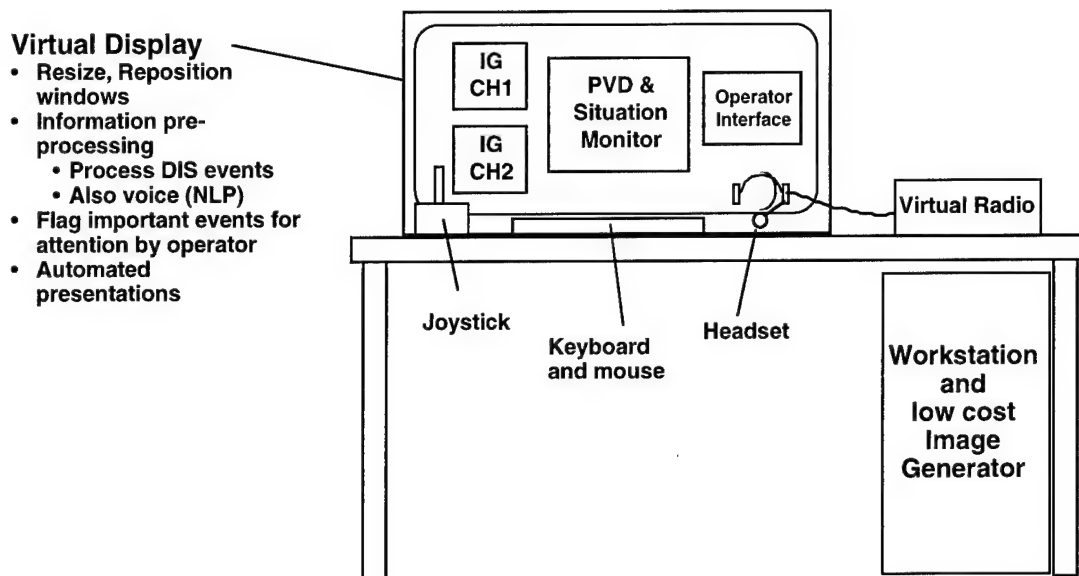 Virtual Display
• Resize, Reposition
windows
• Information pre-
processing
• Process DIS events
• Also voice (NLP)
• Flag important events for
attention by operator
• Automated
presentations
IG
CH1
IG
CH2
PVD &
Situation
Monitor
Operator
Interface
Virtual Radio
Joystick
Keyboard
and mouse
Headset
Workstation
and
low cost
Image
Generator